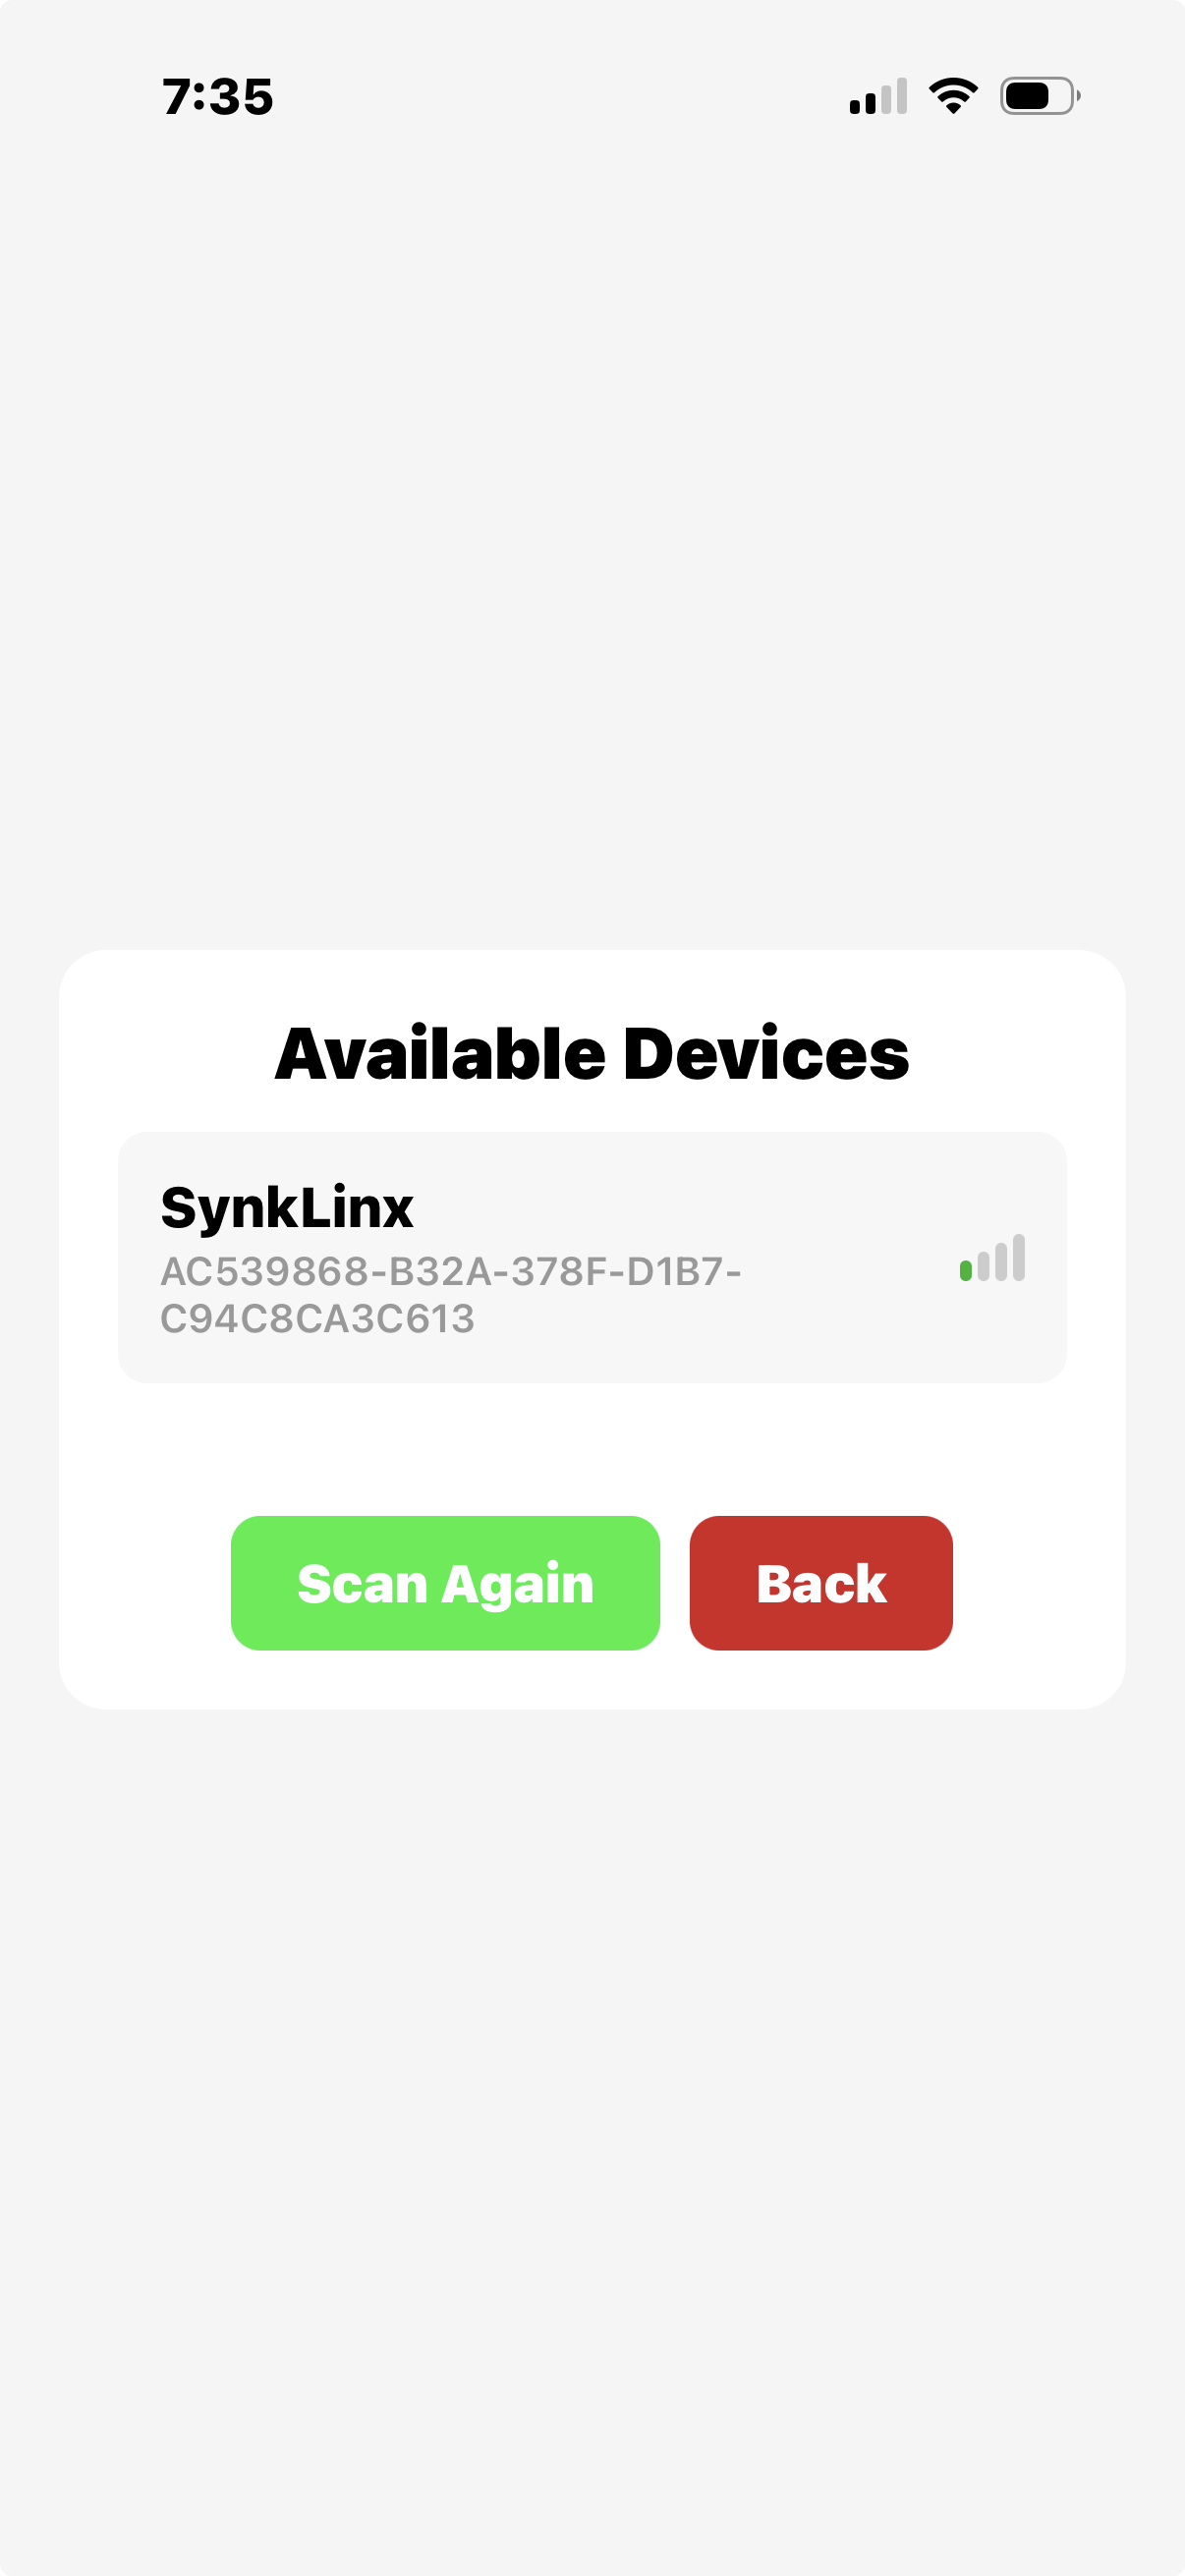 7:35
Available Devices
SynkLinx
AC539868-B32A-378F-D1B7-
C94C8CA3C613
Scan Again
Back